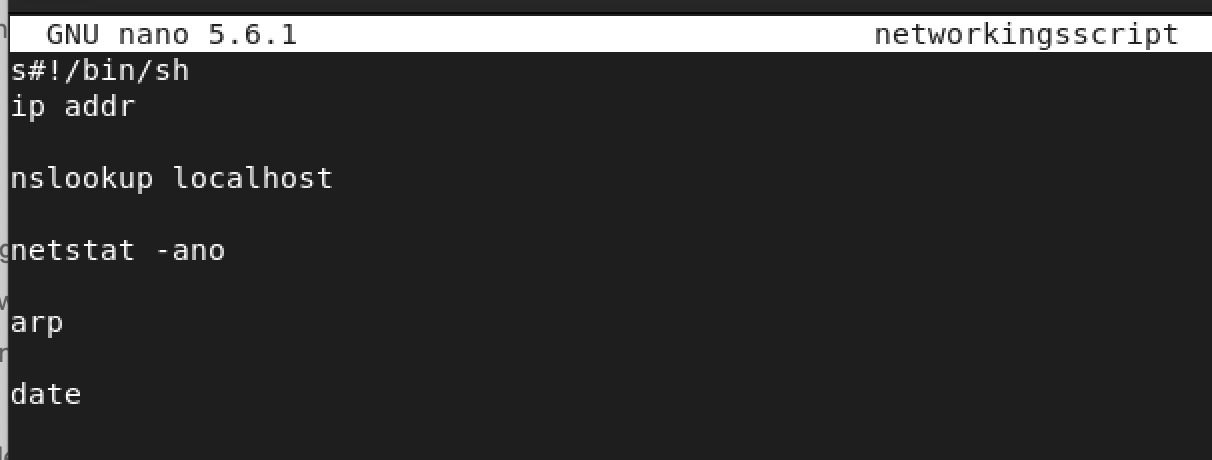 GNU nano 5.6.1 networkingsscript
s#!/bin/sh
ip addr
nslookup localhost
netstat -ano
arp
date